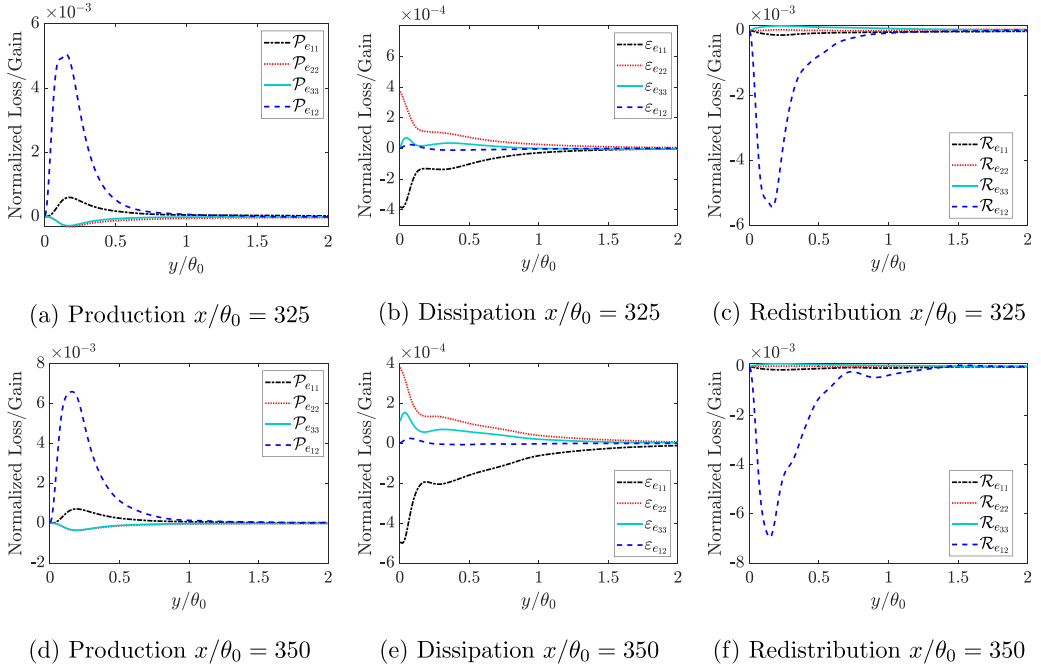 ×10⁻³
6
4
2
0
0 0.5 1 1.5 2
Normalized Loss/Gain
y/θ₀
𝒫ₑ₁₁
𝒫ₑ₂₂
𝒫ₑ₃₃
𝒫ₑ₁₂
(a) Production x/θ₀ = 325
×10⁻⁴
6
4
2
0
-2
-4
0 0.5 1 1.5 2
Normalized Loss/Gain
y/θ₀
εₑ₁₁
εₑ₂₂
εₑ₃₃
εₑ₁₂
(b) Dissipation x/θ₀ = 325
×10⁻³
0
-2
-4
-6
0 0.5 1 1.5 2
Normalized Loss/Gain
y/θ₀
ℛₑ₁₁
ℛₑ₂₂
ℛₑ₃₃
ℛₑ₁₂
(c) Redistribution x/θ₀ = 325
×10⁻³
8
6
4
2
0
-2
0 0.5 1 1.5 2
Normalized Loss/Gain
y/θ₀
𝒫ₑ₁₁
𝒫ₑ₂₂
𝒫ₑ₃₃
𝒫ₑ₁₂
(d) Production x/θ₀ = 350
×10⁻⁴
4
2
0
-2
-4
-6
0 0.5 1 1.5 2
Normalized Loss/Gain
y/θ₀
εₑ₁₁
εₑ₂₂
εₑ₃₃
εₑ₁₂
(e) Dissipation x/θ₀ = 350
×10⁻³
0
-2
-4
-6
-8
0 0.5 1 1.5 2
Normalized Loss/Gain
y/θ₀
ℛₑ₁₁
ℛₑ₂₂
ℛₑ₃₃
ℛₑ₁₂
(f) Redistribution x/θ₀ = 350